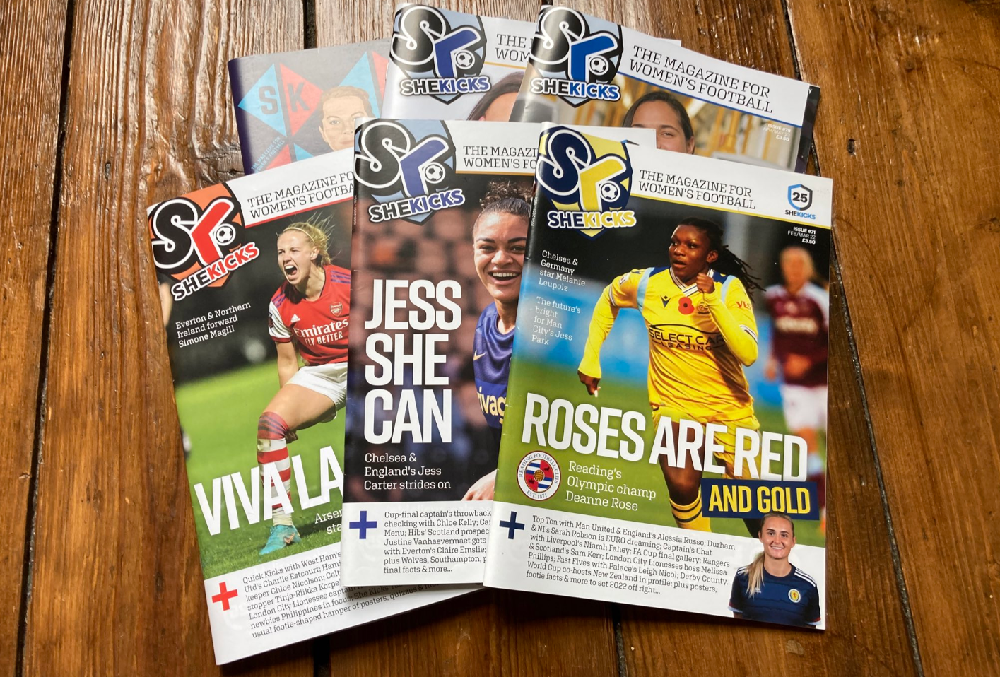 SK
SHEKICKS
THE
WOM
SHEKICKS
THE MAGAZINE FOR
WOMEN'S FOOTBALL
ISSUE #76
£3.50
SHEKICKS
THE MAGAZINE FO
WOMEN'S FOOTBA
Everton & Northern
Ireland forward
Simone Magill
Emirates
FLY BETTER
VIVA LA
Arsen
sta
Quick Kicks with West Ham's
Utd's Charlie Estcourt; Hami
keeper Chloe Nicolson; Celt
stopper Tinja-Riikka Korpe
London City Lionesses captain
newbies Philippines in focus; She Kicks
usual footie-shaped hamper of posters, quizzes &
SHEKICKS
THE MAGAZI
WOMEN'S FO
JESS
SHE
CAN
Chelsea &
England's Jess
Carter strides on
Cup-final captain's throwback
checking with Chloe Kelly; Cai
Menu; Hibs' Scotland prospec
Justine Vanhaevermaet gets
with Everton's Claire Emslie;
plus Wolves, Southampton, p
final facts & more...
SHEKICKS
THE MAGAZINE FOR
WOMEN'S FOOTBALL
25
SHEKICKS
ISSUE #71
FEB/MAR 22
£3.50
Chelsea &
Germany
star Melanie
Leupolz
The future's
bright
for Man
City's Jess
Park
SELECT CAR
LEASING
ROSES ARE RED
AND GOLD
READING FOOTBALL CLUB
EST. 1871
Reading's
Olympic champ
Deanne Rose
Top Ten with Man United & England's Alessia Russo; Durham
& NI's Sarah Robson is EURO dreaming; Captain's Chat
with Liverpool's Niamh Fahey; FA Cup final gallery; Rangers
& Scotland's Sam Kerr; London City Lionesses boss Melissa
Phillips; Fast Fives with Palace's Leigh Nicol; Derby County,
World Cup co-hosts New Zealand in profile; plus posters,
footie facts & more to set 2022 off right...